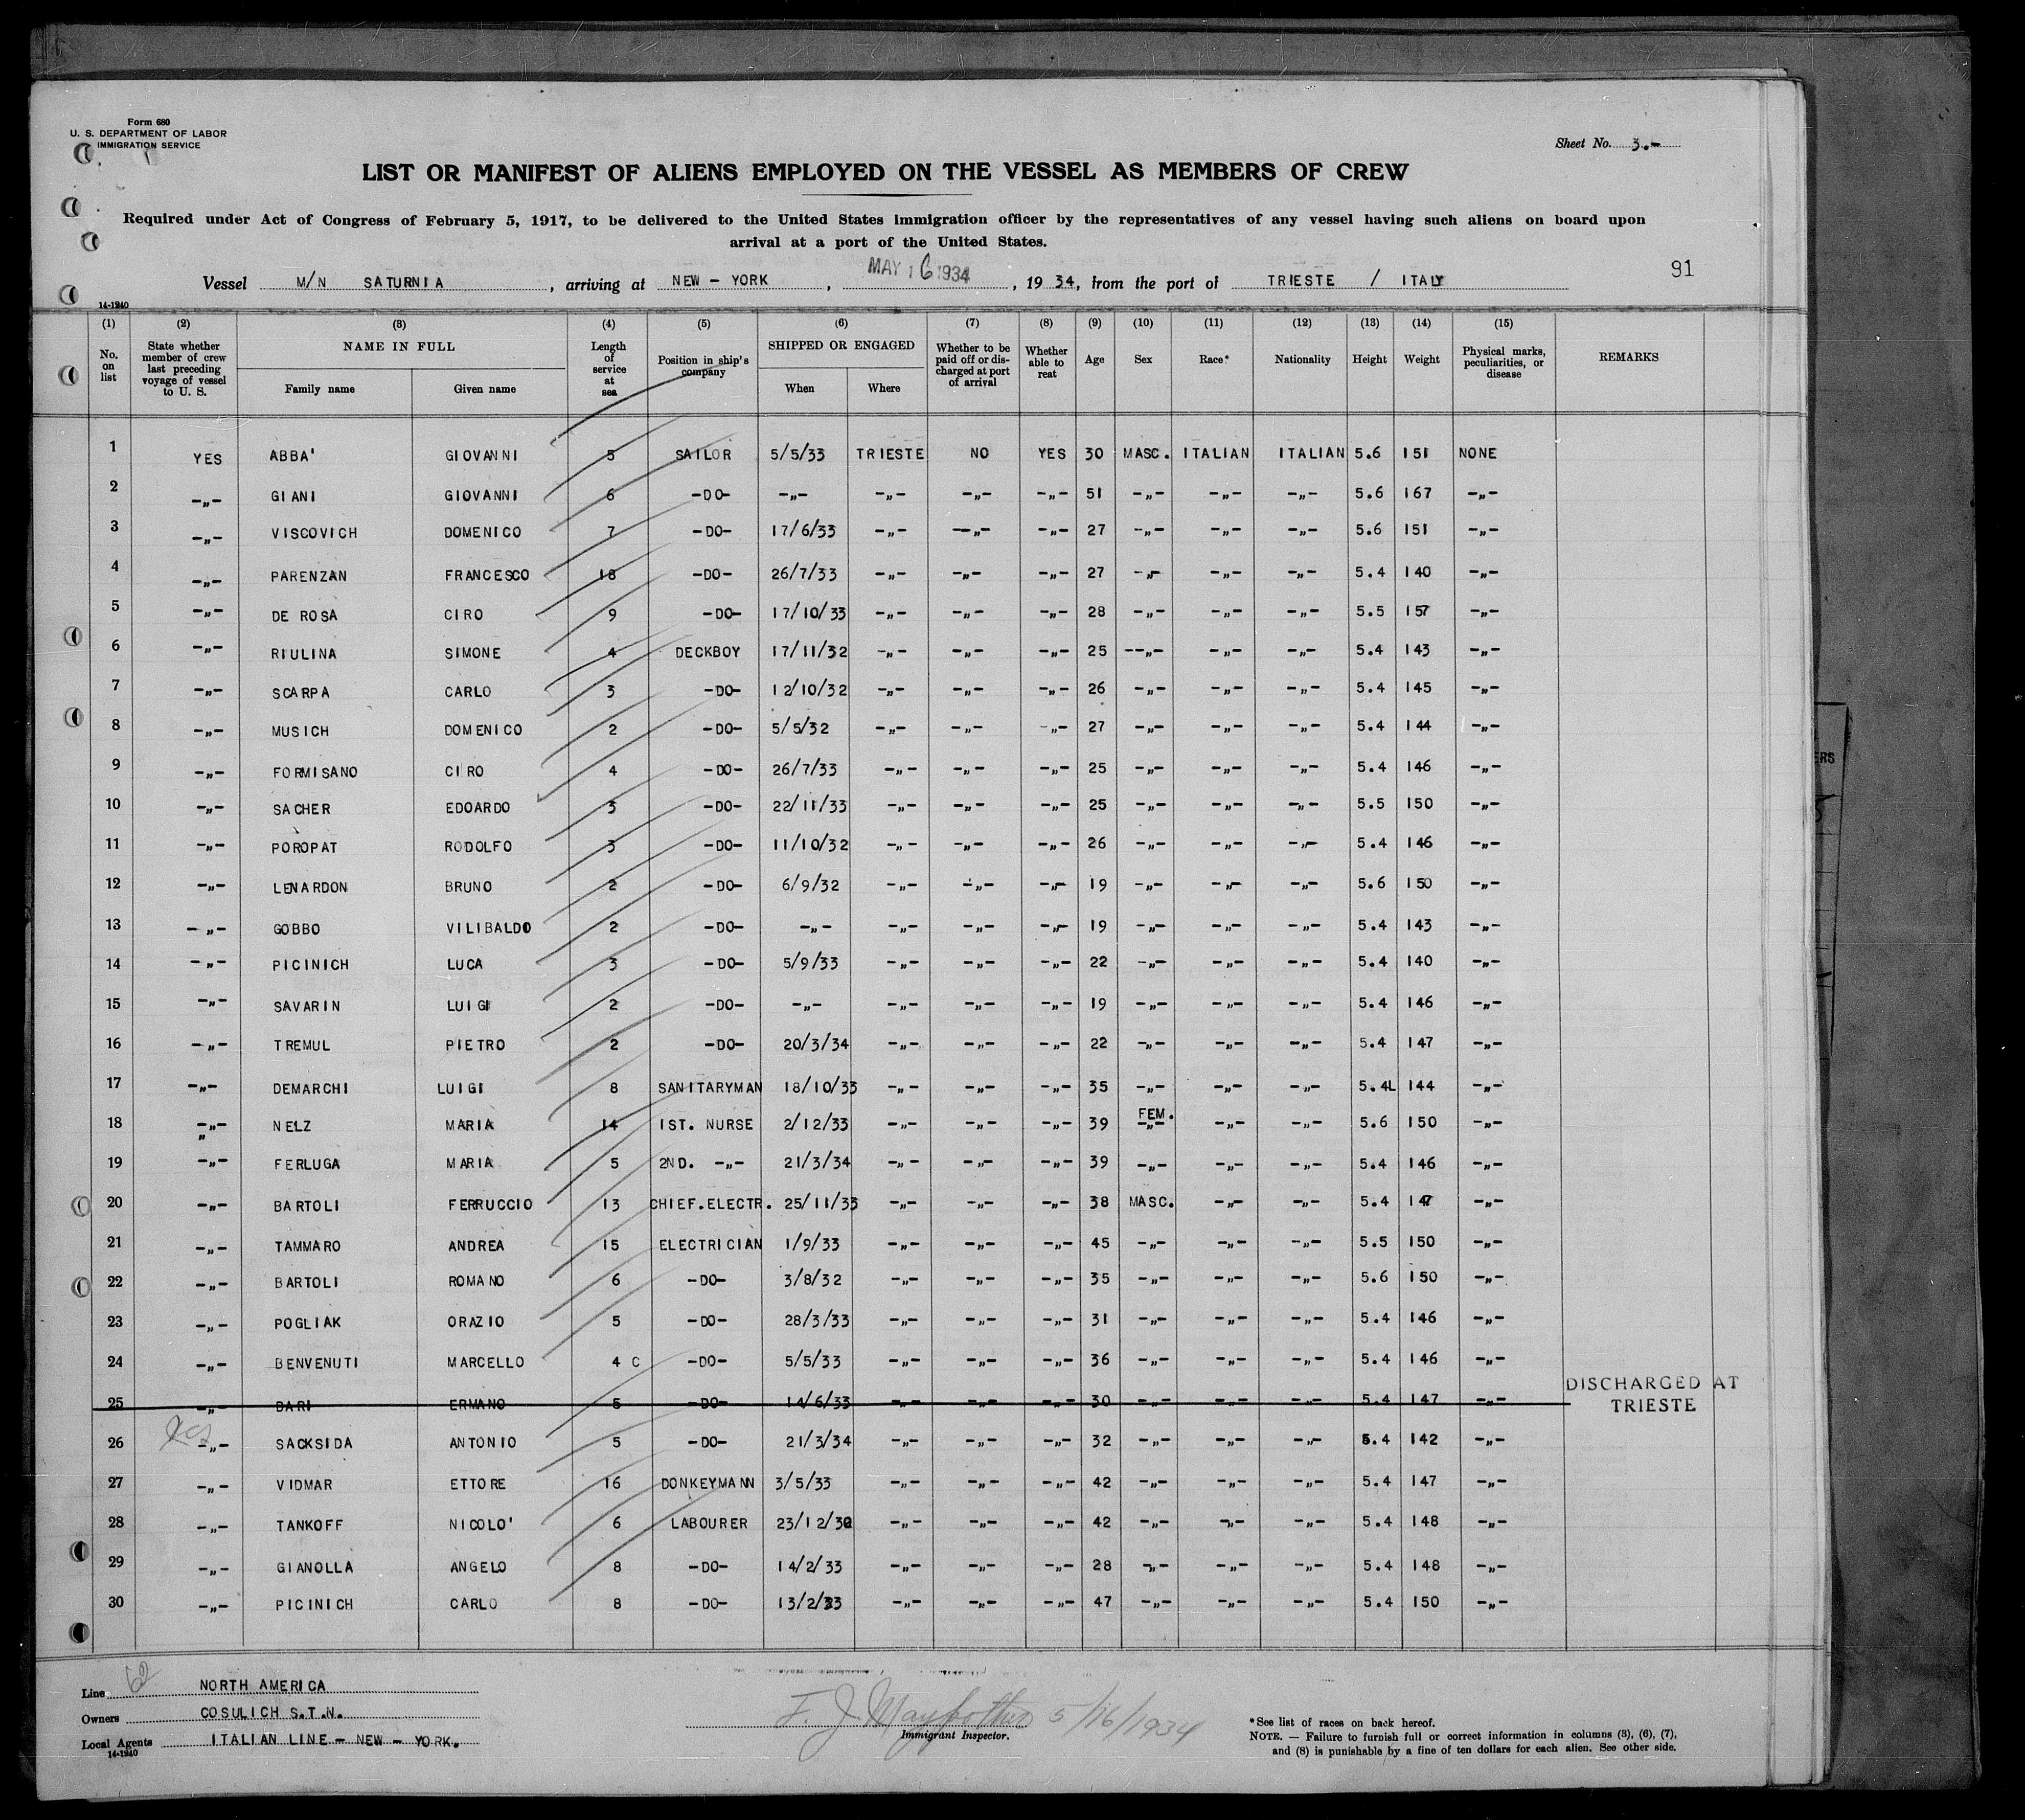 Form 680
U. S. DEPARTMENT OF LABOR
IMMIGRATION SERVICE
Sheet No. 3.-
LIST OR MANIFEST OF ALIENS EMPLOYED ON THE VESSEL AS MEMBERS OF CREW
Required under Act of Congress of February 5, 1917, to be delivered to the United States immigration officer by the representatives of any vessel having such aliens on board upon
arrival at a port of the United States.
Vessel M/N SATURNIA, arriving at NEW-YORK, MAY 16 1934, 1934, from the port of TRIESTE / ITALY
91
14-1240
(1) (2) (3) (4) (5) (6) (7) (8) (9) (10) (11) (12) (13) (14) (15)
No. on list | State whether member of crew last preceding voyage of vessel to U. S. | NAME IN FULL Family name Given name | Length of service at sea | Position in ship's company | SHIPPED OR ENGAGED When Where | Whether to be paid off or discharged at port of arrival | Whether able to reat | Age | Sex | Race* | Nationality | Height | Weight | Physical marks, peculiarities, or disease | REMARKS
1 YES ABBA' GIOVANNI 5 SAILOR 5/5/33 TRIESTE NO YES 30 MASC. ITALIAN ITALIAN 5.6 151 NONE
2 -„- GIANI GIOVANNI 6 -DO- -„- -„- -„- -„- 51 -„- -„- -„- 5.6 167 -„-
3 -„- VISCOVICH DOMENICO 7 -DO- 17/6/33 -„- -„- -„- 27 -„- -„- -„- 5.6 151 -„-
4 -„- PARENZAN FRANCESCO 18 -DO- 26/7/33 -„- -„- -„- 27 -„- -„- -„- 5.4 140 -„-
5 -„- DE ROSA CIRO 9 -DO- 17/10/33 -„- -„- -„- 28 -„- -„- -„- 5.5 157 -„-
6 -„- RIULINA SIMONE 4 DECKBOY 17/11/32 -„- -„- -„- 25 --„- -„- -„- 5.4 143 -„-
7 -„- SCARPA CARLO 3 -DO- 12/10/32 -„- -„- -„- 26 -„- -„- -„- 5.4 145 -„-
8 -„- MUSICH DOMENICO 2 -DO- 5/5/32 -„- -„- -„- 27 -„- -„- -„- 5.4 144 -„-
9 -„- FORMISANO CIRO 4 -DO- 26/7/33 -„- -„- -„- 25 -„- -„- -„- 5.4 146 -„-
10 -„- SACHER EDOARDO 3 -DO- 22/11/33 -„- -„- -„- 25 -„- -„- -„- 5.5 150 -„-
11 -„- POROPAT RODOLFO 3 -DO- 11/10/32 -„- -„- -„- 26 -„- -„- -„- 5.4 146 -„-
12 -„- LENARDON BRUNO 2 -DO- 6/9/32 -„- -„- -„- 19 -„- -„- -„- 5.6 150 -„-
13 -„- GOBBO VILIBALDO 2 -DO- -„- -„- -„- -„- 19 -„- -„- -„- 5.4 143 -„-
14 -„- PICINICH LUCA 3 -DO- 5/9/33 -„- -„- -„- 22 -„- -„- -„- 5.4 140 -„-
15 -„- SAVARIN LUIGI 2 -DO- -„- -„- -„- -„- 19 -„- -„- -„- 5.4 146 -„-
16 -„- TREMUL PIETRO 2 -DO- 20/3/34 -„- -„- -„- 22 -„- -„- -„- 5.4 147 -„-
17 -„- DEMARCHI LUIGI 8 SANITARYMAN 18/10/33 -„- -„- -„- 35 -„- -„- -„- 5.4L 144 -„-
18 -„- NELZ MARIA 14 1ST. NURSE 2/12/33 -„- -„- -„- 39 FEM. -„- -„- 5.6 150 -„-
19 -„- FERLUGA MARIA 5 2ND. -„- 21/3/34 -„- -„- -„- 39 -„- -„- -„- 5.4 146 -„-
20 -„- BARTOLI FERRUCCIO 13 CHIEF.ELECTR. 25/11/33 -„- -„- -„- 38 MASC. -„- -„- 5.4 147 -„-
21 -„- TAMMARO ANDREA 15 ELECTRICIAN 1/9/33 -„- -„- -„- 45 -„- -„- -„- 5.5 150 -„-
22 -„- BARTOLI ROMANO 6 -DO- 3/8/32 -„- -„- -„- 35 -„- -„- -„- 5.6 150 -„-
23 -„- POGLIAK ORAZIO 5 -DO- 28/3/33 -„- -„- -„- 31 -„- -„- -„- 5.4 146 -„-
24 -„- BENVENUTI MARCELLO 4 C -DO- 5/5/33 -„- -„- -„- 36 -„- -„- -„- 5.4 146 -„-
25 -„- BARI ERMANO 5 -DO- 14/6/33 -„- -„- -„- 30 -„- -„- -„- 5.4 147 -„- DISCHARGED AT TRIESTE
26 yes -„- SACKSIDA ANTONIO 5 -DO- 21/3/34 -„- -„- -„- 32 -„- -„- -„- 5.4 142 -„-
27 -„- VIDMAR ETTORE 16 DONKEYMANN 3/5/33 -„- -„- -„- 42 -„- -„- -„- 5.4 147 -„-
28 -„- TANKOFF NICOLO' 6 LABOURER 23/12/32 -„- -„- -„- 42 -„- -„- -„- 5.4 148 -„-
29 -„- GIANOLLA ANGELO 8 -DO- 14/2/33 -„- -„- -„- 28 -„- -„- -„- 5.4 148 -„-
30 -„- PICINICH CARLO 8 -DO- 13/2/33 -„- -„- -„- 47 -„- -„- -„- 5.4 150 -„-
62
Line NORTH AMERICA
Owners COSULICH S.T.N.
Local Agents ITALIAN LINE - NEW - YORK.
14-1240
F. J. 5/16/1934
Immigrant Inspector.
*See list of races on back hereof.
NOTE. — Failure to furnish full or correct information in columns (3), (6), (7),
and (8) is punishable by a fine of ten dollars for each alien. See other side.